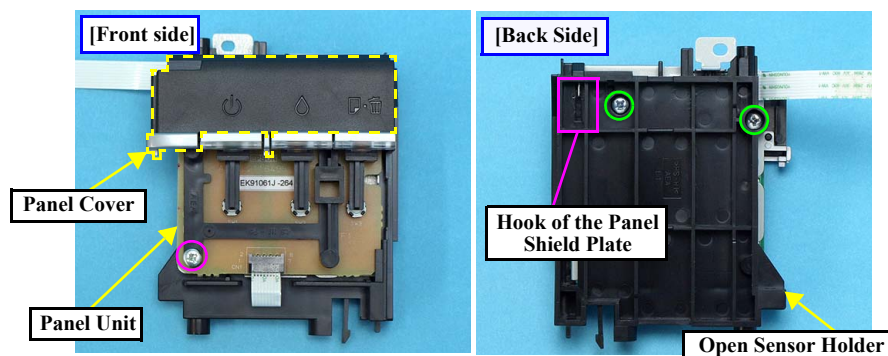 [Front side]
EK91061J -264
Panel Cover
Panel Unit
[Back Side]
Hook of the Panel
Shield Plate
Open Sensor Holder